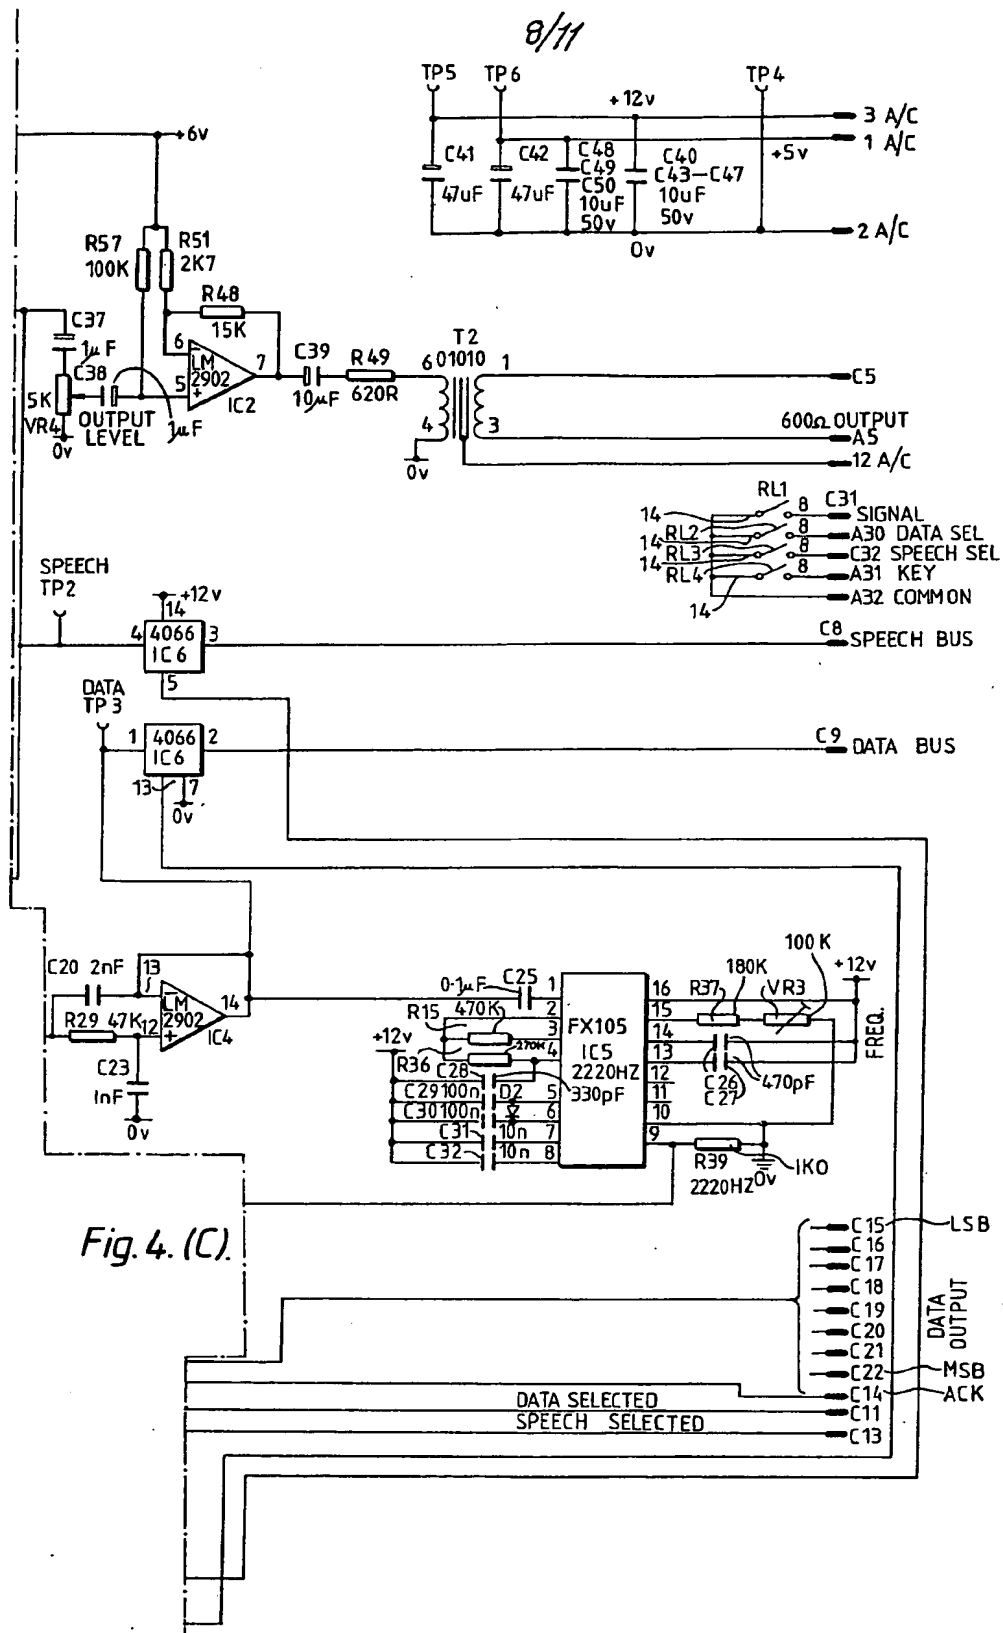 8/11
TP5 TP6 TP4
+12v
3 A/C
1 A/C
+6v
C41
47uF
C42
47uF
C48
C49
C50
10uF
50v
C40
C43-C47
10uF
50v
+5v
0v
2 A/C
R57
100K
R51
2K7
R48
15K
C37
1µF
6
LM
2902
7
5
+
IC2
C38
1µF
5K
VR4
0v
OUTPUT
LEVEL
C39
10µF
R49
620R
T2
01010
6
4
0v
1
3
C5
600Ω OUTPUT
A5
12 A/C
RL1
14
8
C31
SIGNAL
RL2
14
8
A30 DATA SEL
RL3
14
8
C32 SPEECH SEL
RL4
14
8
A31 KEY
A32 COMMON
SPEECH
TP2
+12v
14
4
4066
IC6
3
5
C8
SPEECH BUS
DATA
TP3
1
4066
IC6
2
13
7
0v
C9
DATA BUS
C20 2nF
13
LM
2902
14
R29 47K
12
+
IC4
C23
1nF
0v
0·1µF C25
R15 470K
+12v
R36 270K
C28 330pF
C29 100n D2
C30 100n
C31 10n
C32 10n
1
2
3
4
5
6
7
8
FX105
IC5
2220HZ
16
15
14
13
12
11
10
9
R37 180K VR3 100K
+12v
FREQ.
C26
C27
470pF
R39
2220HZ
1K0
0v
Fig. 4. (C).
C15 LSB
C16
C17
C18
C19
C20
C21
C22 MSB
DATA
OUTPUT
C14 ACK
DATA SELECTED C11
SPEECH SELECTED C13